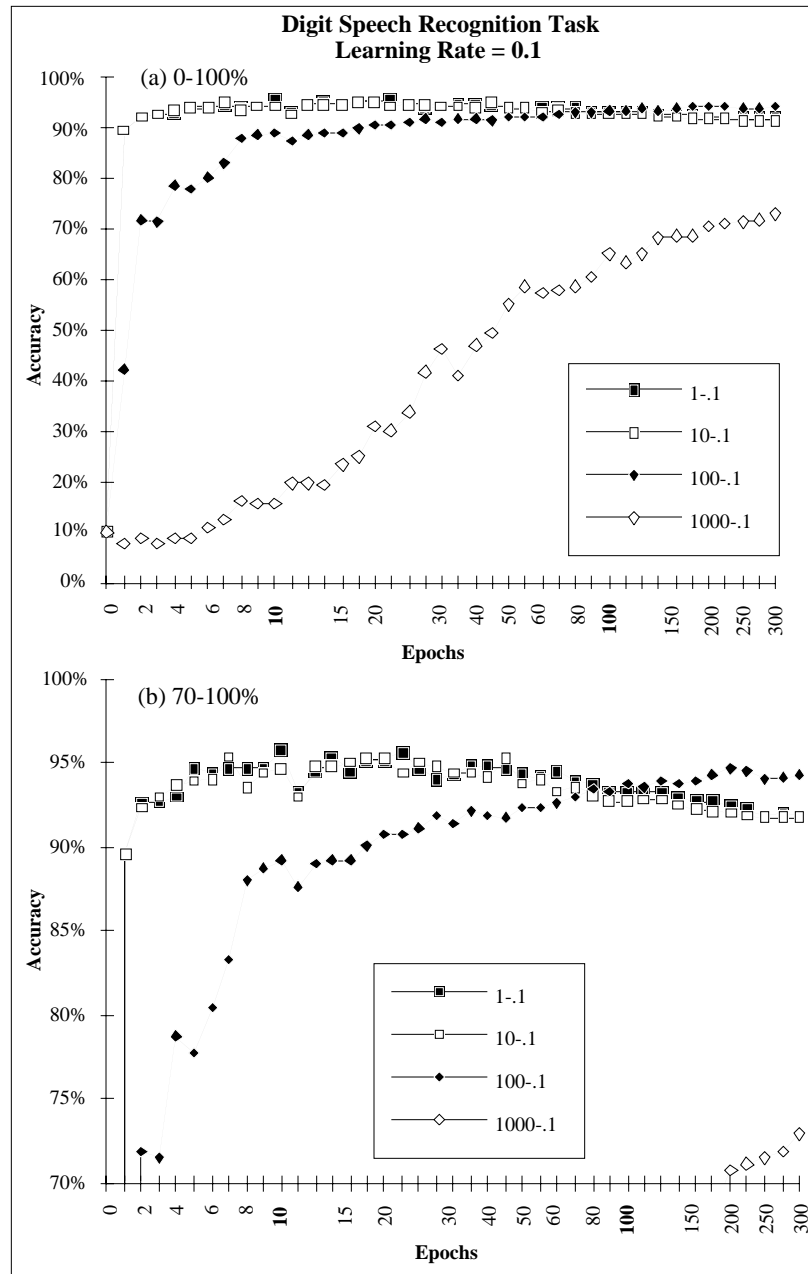 Digit Speech Recognition Task
Learning Rate = 0.1
(a) 0-100%
100%
90%
80%
70%
60%
50%
40%
30%
20%
10%
0%
Accuracy
1-.1
10-.1
100-.1
1000-.1
0 2 4 6 8 10 15 20 30 40 60 80 100 150 200 250 300
Epochs
(b) 70-100%
100%
95%
90%
85%
80%
75%
70%
Accuracy
1-.1
10-.1
100-.1
1000-.1
0 2 4 6 8 10 15 20 30 40 50 60 80 100 150 200 250 300
Epochs